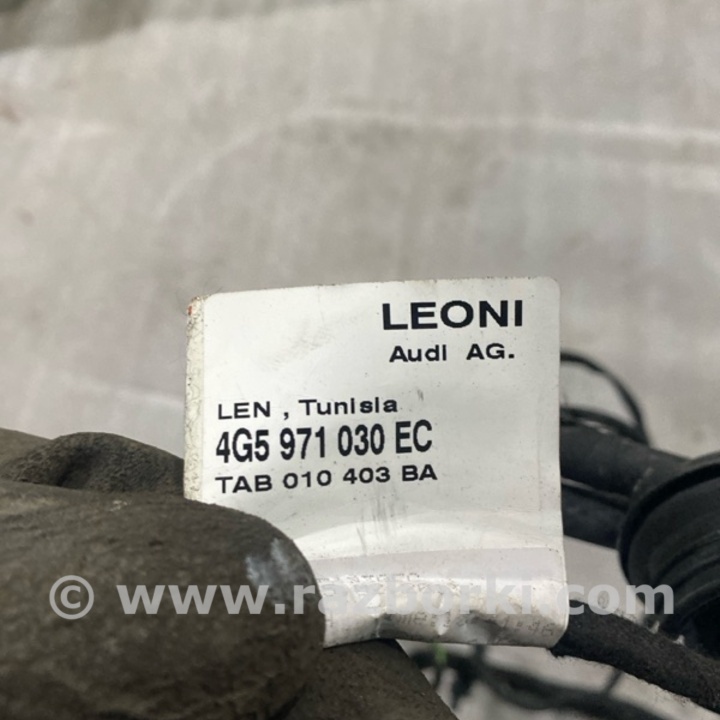 LEONI
Audi AG.
LEN , Tunisia
4G5 971 030 EC
TAB 010 403 BA
© www.razborki.com